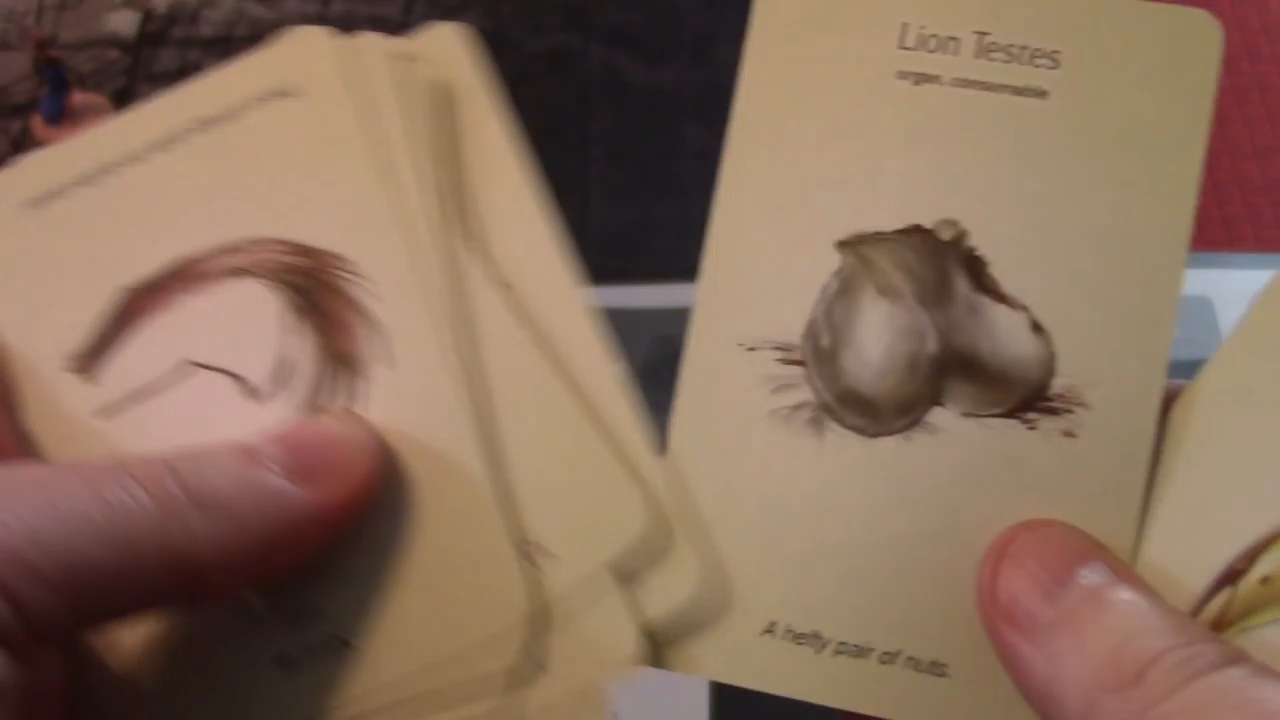 Lion Testes
organ, consumable
A hefty pair of nuts.